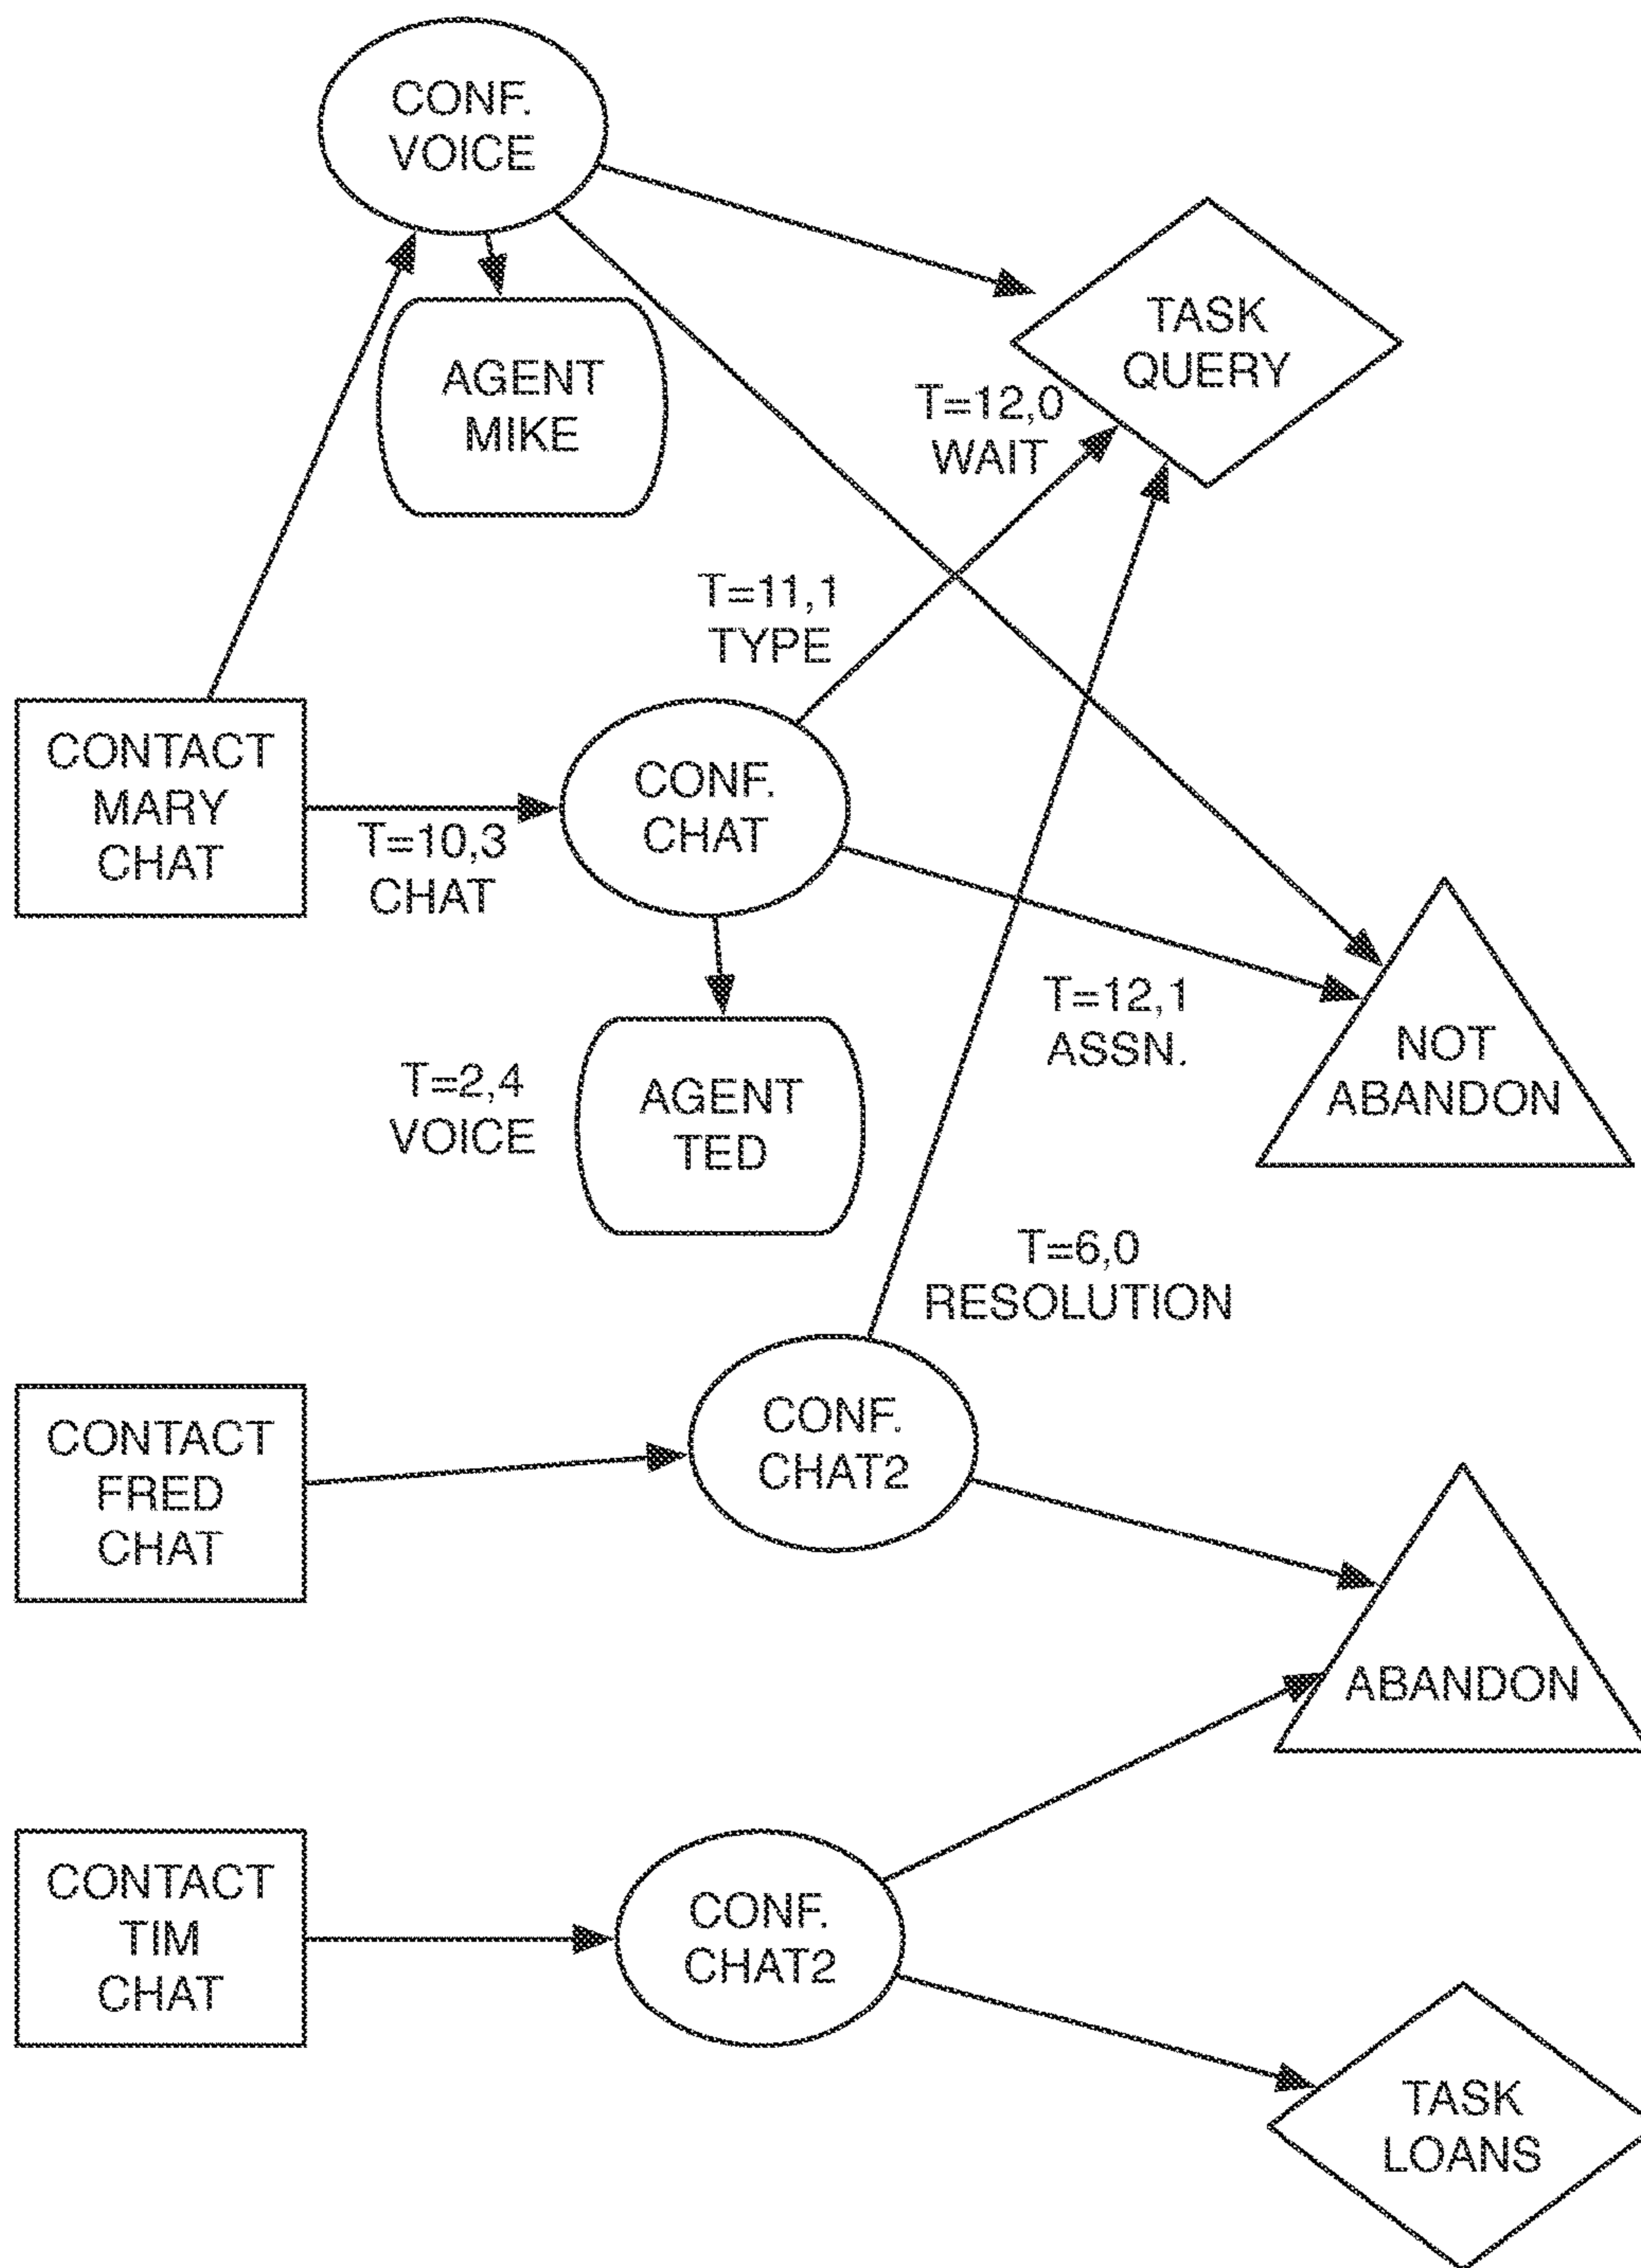 CONF.
VOICE
TASK
QUERY
AGENT
MIKE
T=12,0
WAIT
T=11,1
TYPE
CONTACT
MARY
CHAT
T=10,3
CHAT
CONF.
CHAT
T=12,1
ASSN.
NOT
ABANDON
T=2,4
VOICE
AGENT
TED
T=6,0
RESOLUTION
CONTACT
FRED
CHAT
CONF.
CHAT2
ABANDON
CONTACT
TIM
CHAT
CONF.
CHAT2
TASK
LOANS